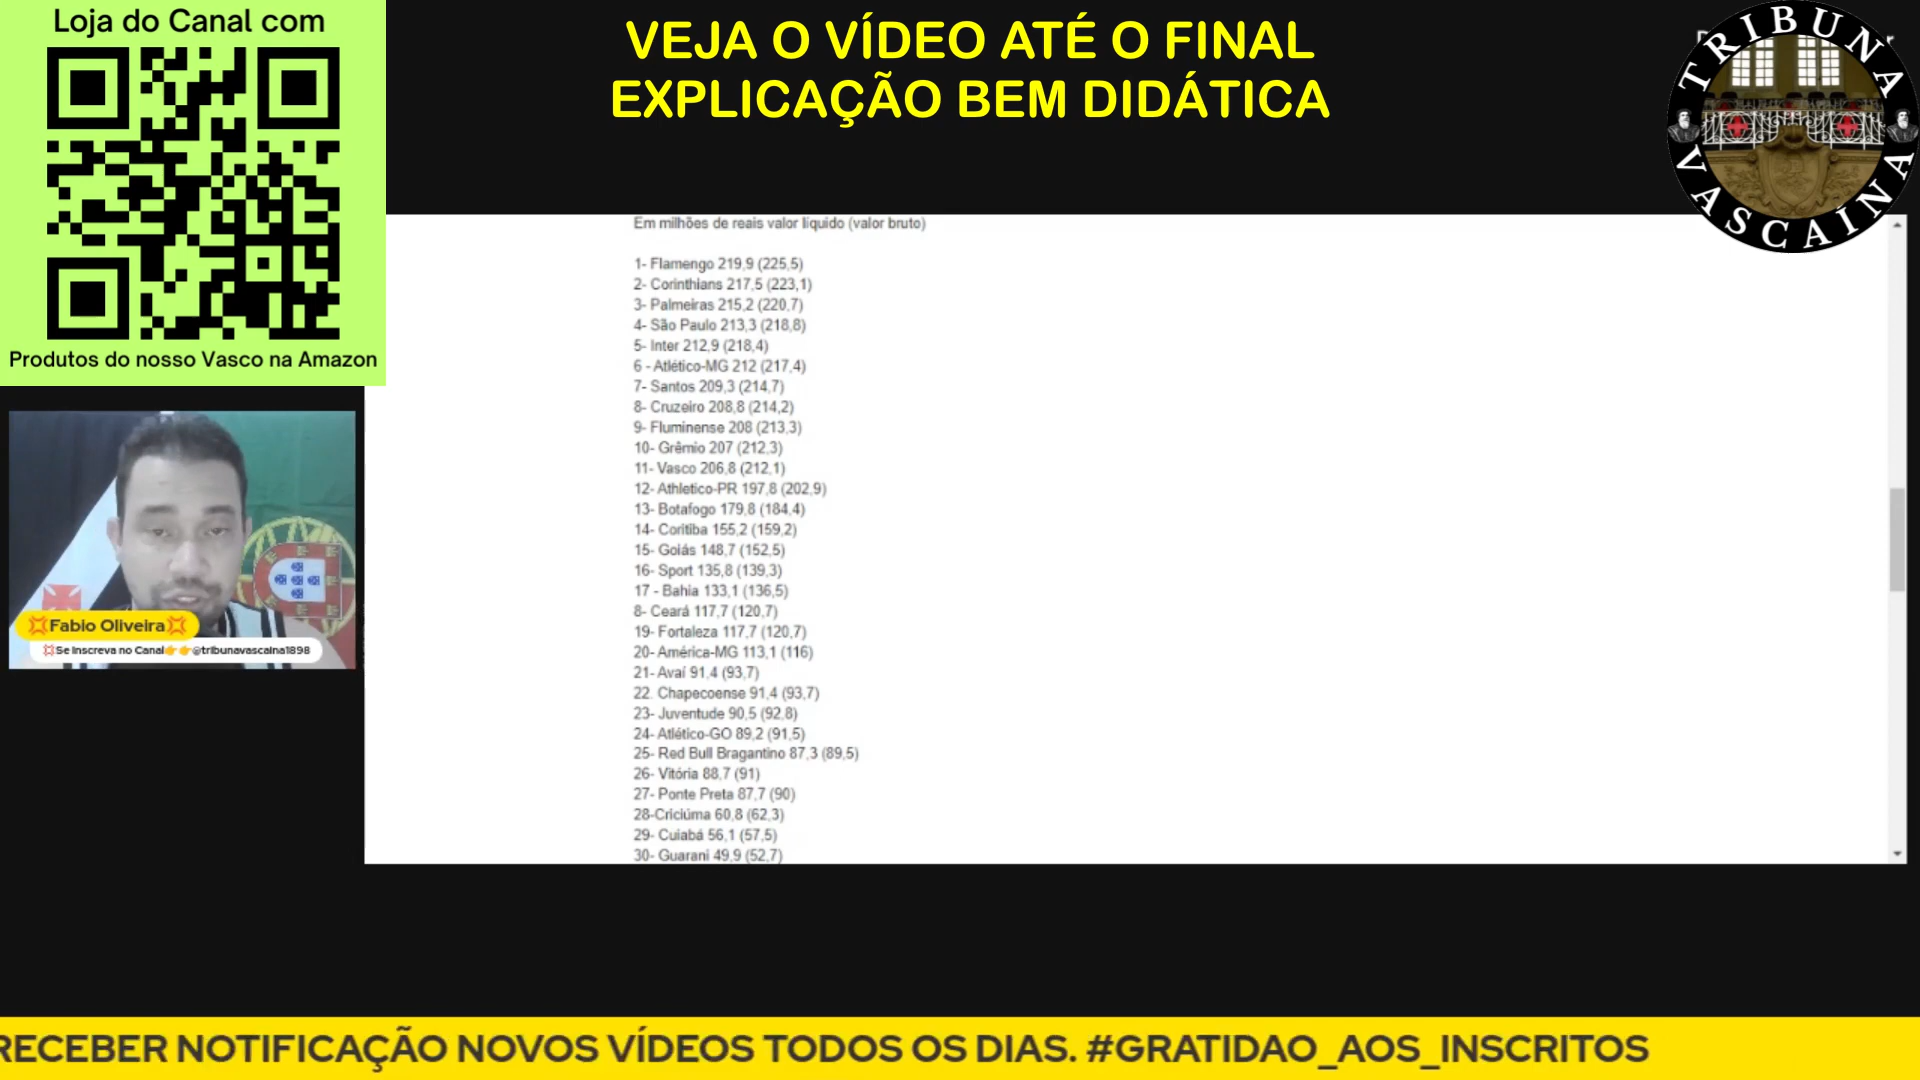 Loja do Canal com
Produtos do nosso Vasco na Amazon
VEJA O VÍDEO ATÉ O FINAL
EXPLICAÇÃO BEM DIDÁTICA
TRIBUNA
VASCAÍNA
Em milhões de reais valor líquido (valor bruto)
1- Flamengo 219,9 (225,5)
2- Corinthians 217,5 (223,1)
3- Palmeiras 215,2 (220,7)
4- São Paulo 213,3 (218,8)
5- Inter 212,9 (218,4)
6 - Atlético-MG 212 (217,4)
7- Santos 209,3 (214,7)
8- Cruzeiro 208,8 (214,2)
9- Fluminense 208 (213,3)
10- Grêmio 207 (212,3)
11- Vasco 206,8 (212,1)
12- Athletico-PR 197,8 (202,9)
13- Botafogo 179,8 (184,4)
14- Coritiba 155,2 (159,2)
15- Goiás 148,7 (152,5)
16- Sport 135,8 (139,3)
17 - Bahia 133,1 (136,5)
8- Ceará 117,7 (120,7)
19- Fortaleza 117,7 (120,7)
20- América-MG 113,1 (116)
21- Avaí 91,4 (93,7)
22. Chapecoense 91,4 (93,7)
23- Juventude 90,5 (92,8)
24- Atlético-GO 89,2 (91,5)
25- Red Bull Bragantino 87,3 (89,5)
26- Vitória 88,7 (91)
27- Ponte Preta 87,7 (90)
28-Criciúma 60,8 (62,3)
29- Cuiabá 56,1 (57,5)
30- Guarani 49,9 (52,7)
💢Fabio Oliveira💢
💢Se Inscreva no Canal👉👉@tribunavascaina1898
RECEBER NOTIFICAÇÃO NOVOS VÍDEOS TODOS OS DIAS. #GRATIDAO_AOS_INSCRITOS